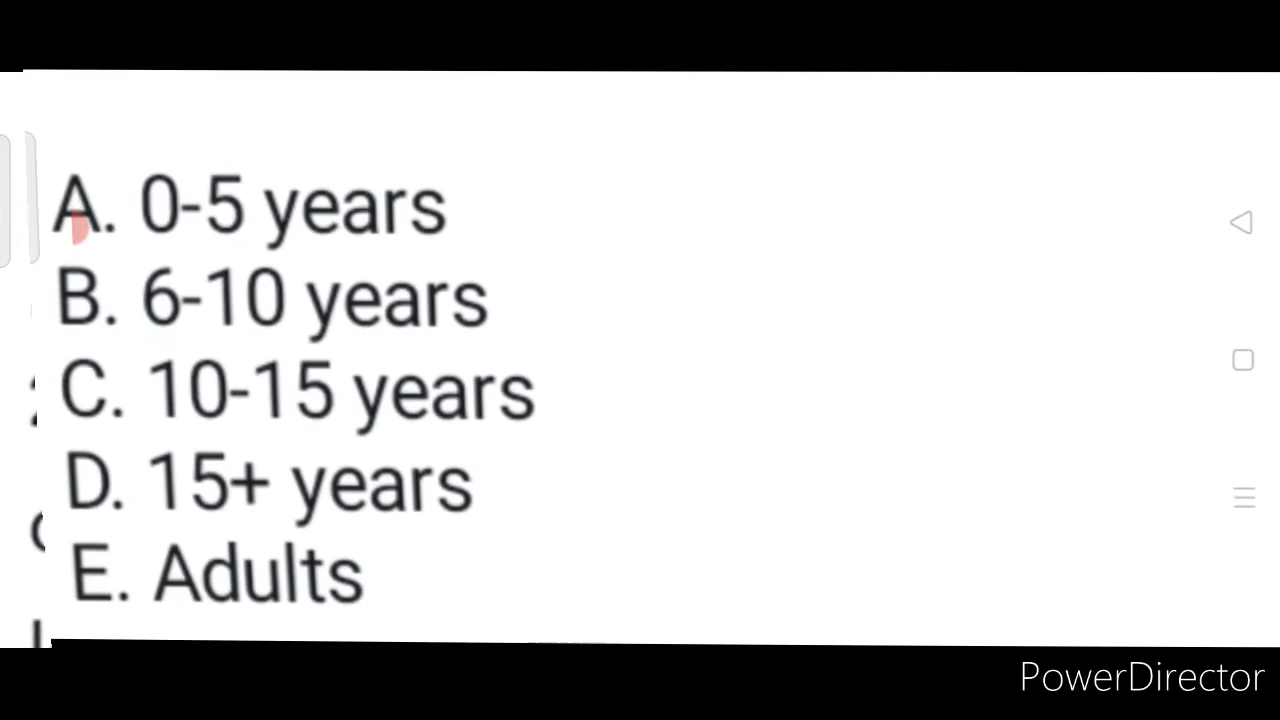 A. 0-5 years
B. 6-10 years
C. 10-15 years
D. 15+ years
E. Adults
PowerDirector